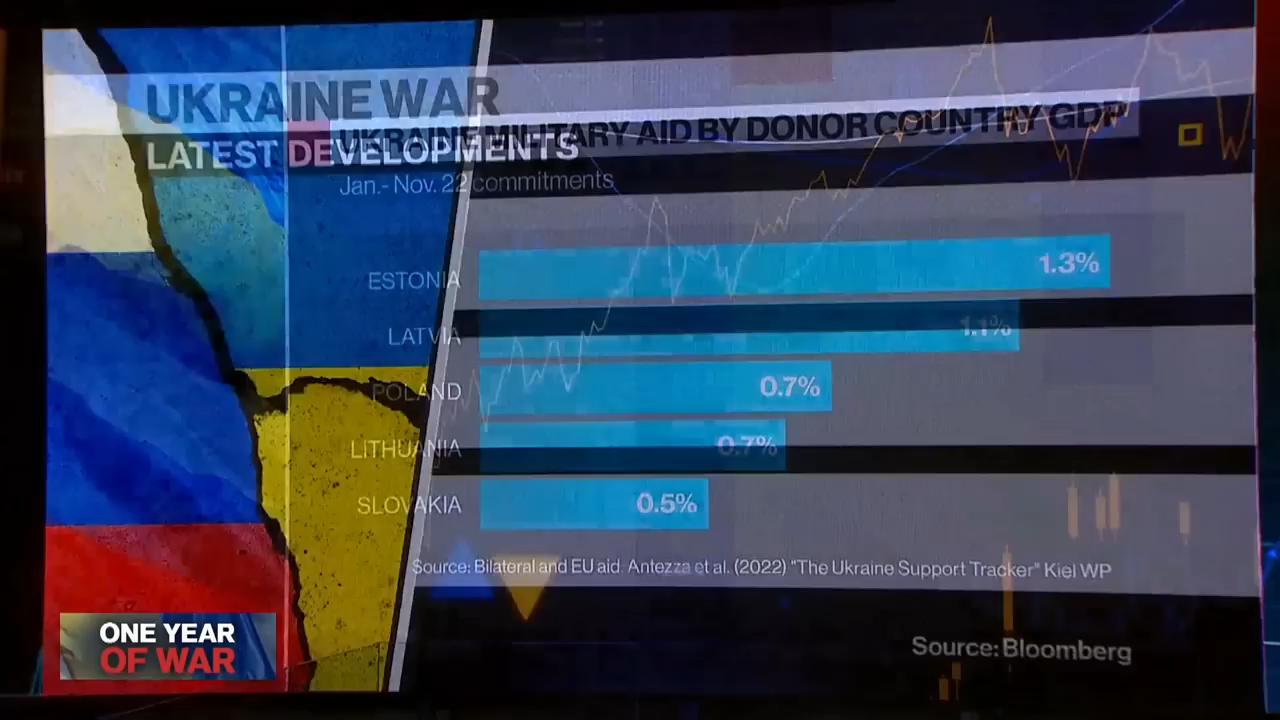 UKRAINE WAR
LATEST DEVELOPMENTS
UKRAINE MILITARY AID BY DONOR COUNTRY GDP
Jan.- Nov. 22 commitments
ESTONIA 1.3%
LATVIA 1.1%
POLAND 0.7%
LITHUANIA 0.7%
SLOVAKIA 0.5%
Source: Bilateral and EU aid. Antezza et al. (2022) "The Ukraine Support Tracker" Kiel WP
Source: Bloomberg
ONE YEAR
OF WAR